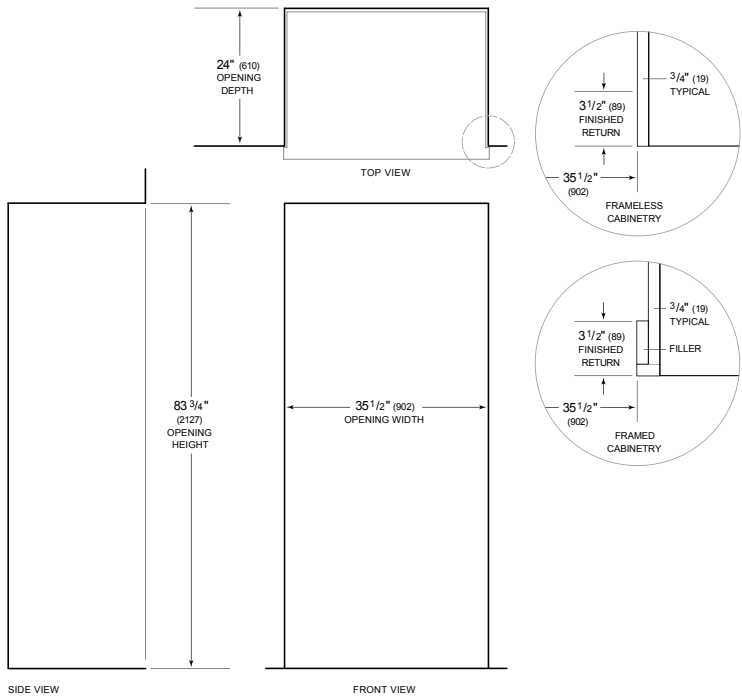 24" (610)
OPENING
DEPTH
TOP VIEW
3/4" (19)
TYPICAL
3 1/2" (89)
FINISHED
RETURN
35 1/2"
(902)
FRAMELESS
CABINETRY
3/4" (19)
TYPICAL
3 1/2" (89)
FINISHED
RETURN
FILLER
35 1/2"
(902)
FRAMED
CABINETRY
83 3/4"
(2127)
OPENING
HEIGHT
35 1/2" (902)
OPENING WIDTH
SIDE VIEW
FRONT VIEW